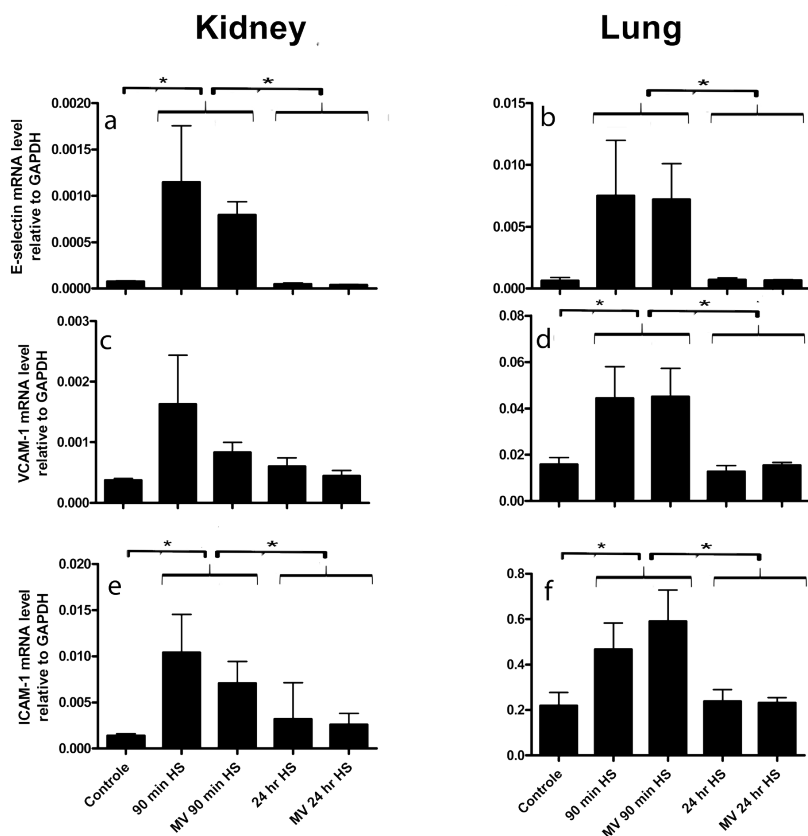 Kidney
Lung
*
*
*
a
b
E-selectin mRNA level
relative to GAPDH
0.0020
0.0015
0.0010
0.0005
0.0000
0.015
0.010
0.005
0.000
*
*
c
d
VCAM-1 mRNA level
relative to GAPDH
0.003
0.002
0.001
0.000
0.08
0.06
0.04
0.02
0.00
*
*
*
*
e
f
ICAM-1 mRNA level
relative to GAPDH
0.020
0.015
0.010
0.005
0.000
0.8
0.6
0.4
0.2
0.0
Controle
90 min HS
MV 90 min HS
24 hr HS
MV 24 hr HS
Controle
90 min HS
MV 90 min HS
24 hr HS
MV 24 hr HS